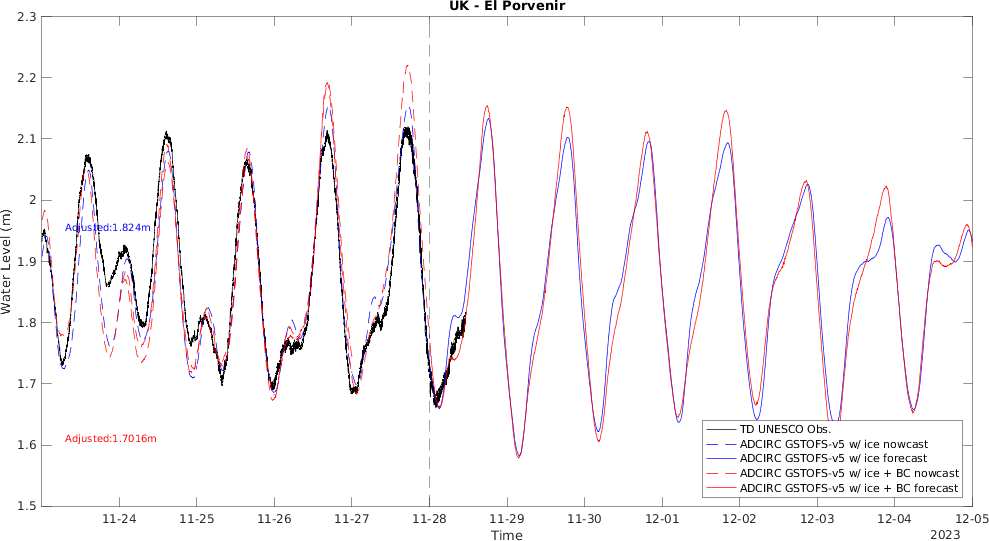 UK - El Porvenir
2.3
2.2
2.1
2
1.9
1.8
1.7
1.6
1.5
Water Level (m)
Adjusted:1.824m
Adjusted:1.7016m
TD UNESCO Obs.
ADCIRC GSTOFS-v5 w/ ice nowcast
ADCIRC GSTOFS-v5 w/ ice forecast
ADCIRC GSTOFS-v5 w/ ice + BC nowcast
ADCIRC GSTOFS-v5 w/ ice + BC forecast
11-24 11-25 11-26 11-27 11-28 11-29 11-30 12-01 12-02 12-03 12-04 12-05
Time
2023